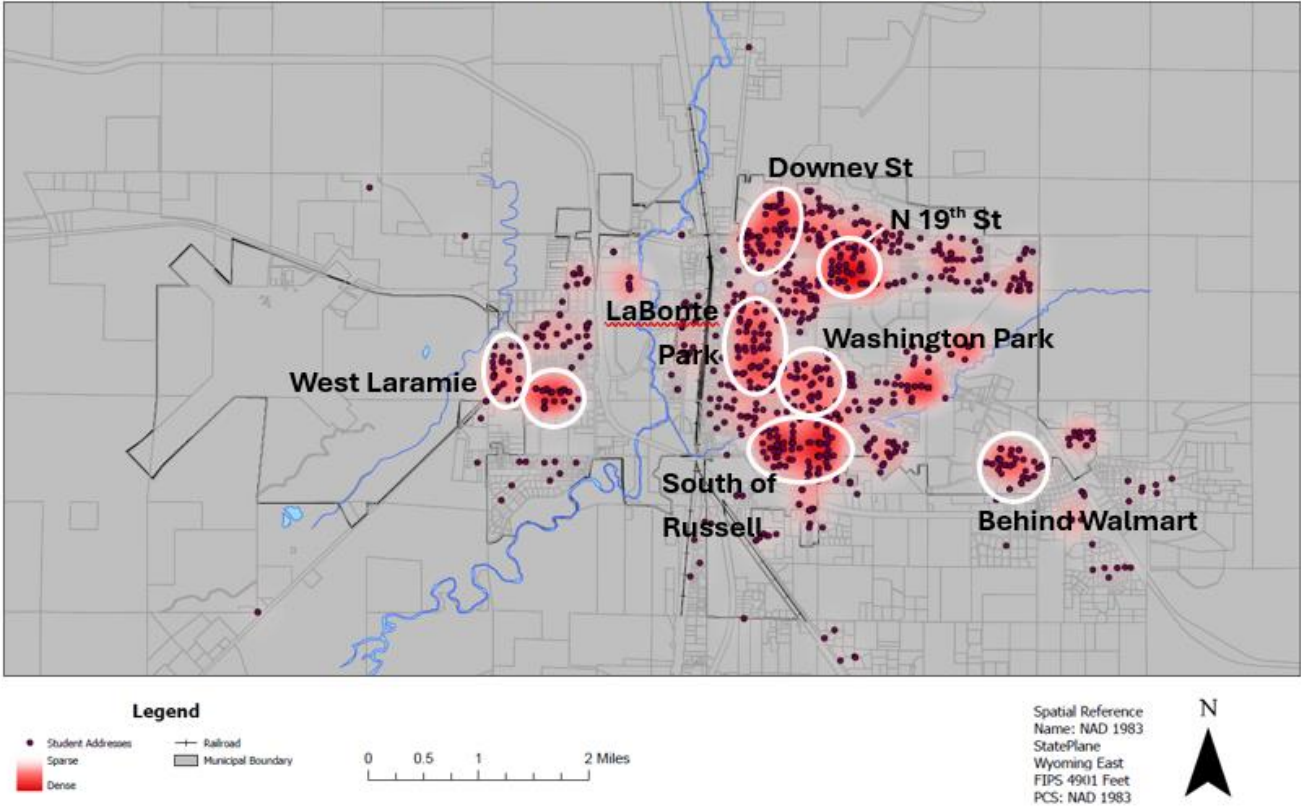 Downey St
N 19th St
LaBonte
Park
Washington Park
West Laramie
South of
Russell
Behind Walmart
Legend
Student Addresses
Sparse
Dense
Railroad
Municipal Boundary
0 0.5 1 2 Miles
Spatial Reference
Name: NAD 1983
StatePlane
Wyoming East
FIPS 4901 Feet
PCS: NAD 1983
N